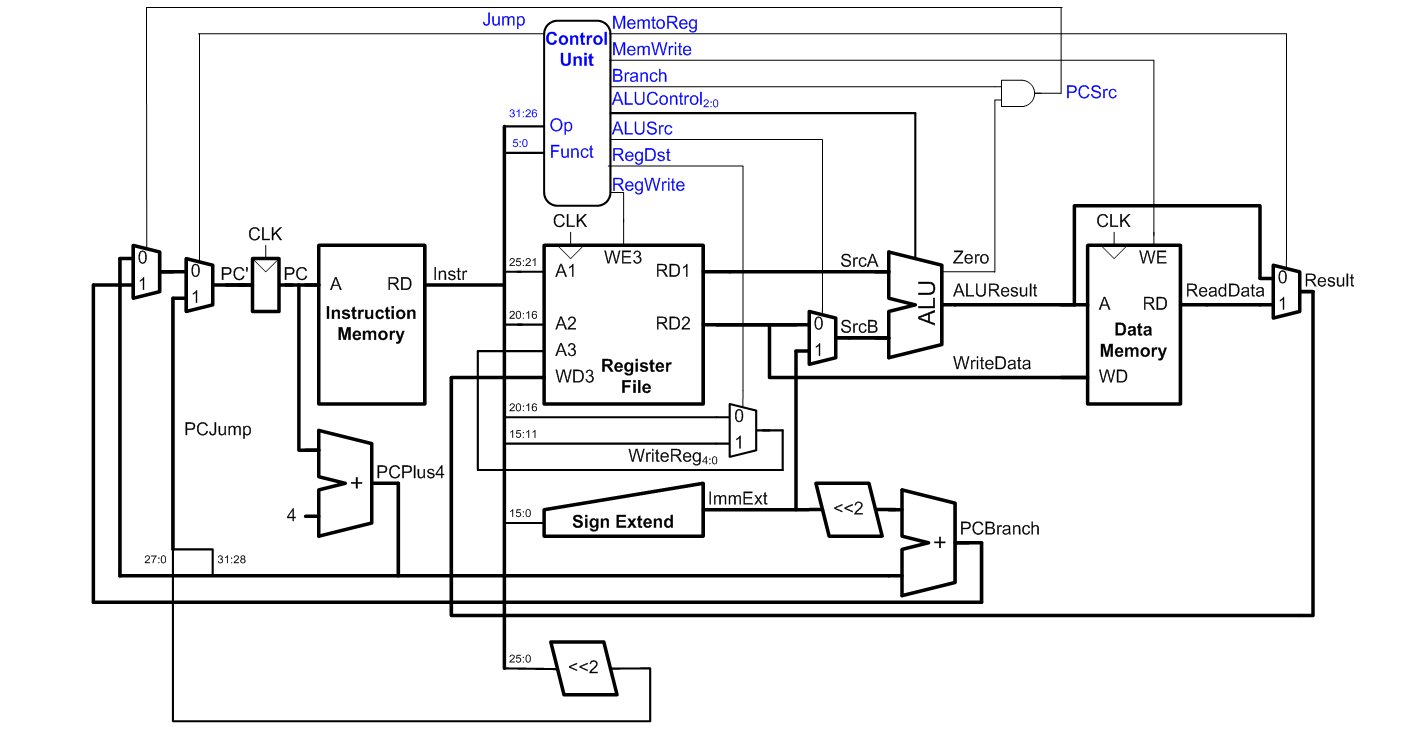 Jump
MemtoReg
Control
Unit
MemWrite
Branch
PCSrc
ALUControl2:0
31:26
Op
ALUSrc
5:0
Funct
RegDst
RegWrite
CLK
CLK
CLK
0
1
0
1
PC'
PC
A
RD
Instruction
Memory
Instr
25:21
A1
WE3
RD1
20:16
A2
RD2
A3
WD3
Register
File
SrcA
0
1
SrcB
ALU
Zero
ALUResult
WriteData
WE
A
RD
Data
Memory
WD
ReadData
0
1
Result
20:16
0
15:11
1
WriteReg4:0
PCJump
+
PCPlus4
4
15:0
Sign Extend
ImmExt
<<2
+
PCBranch
27:0
31:28
25:0
<<2